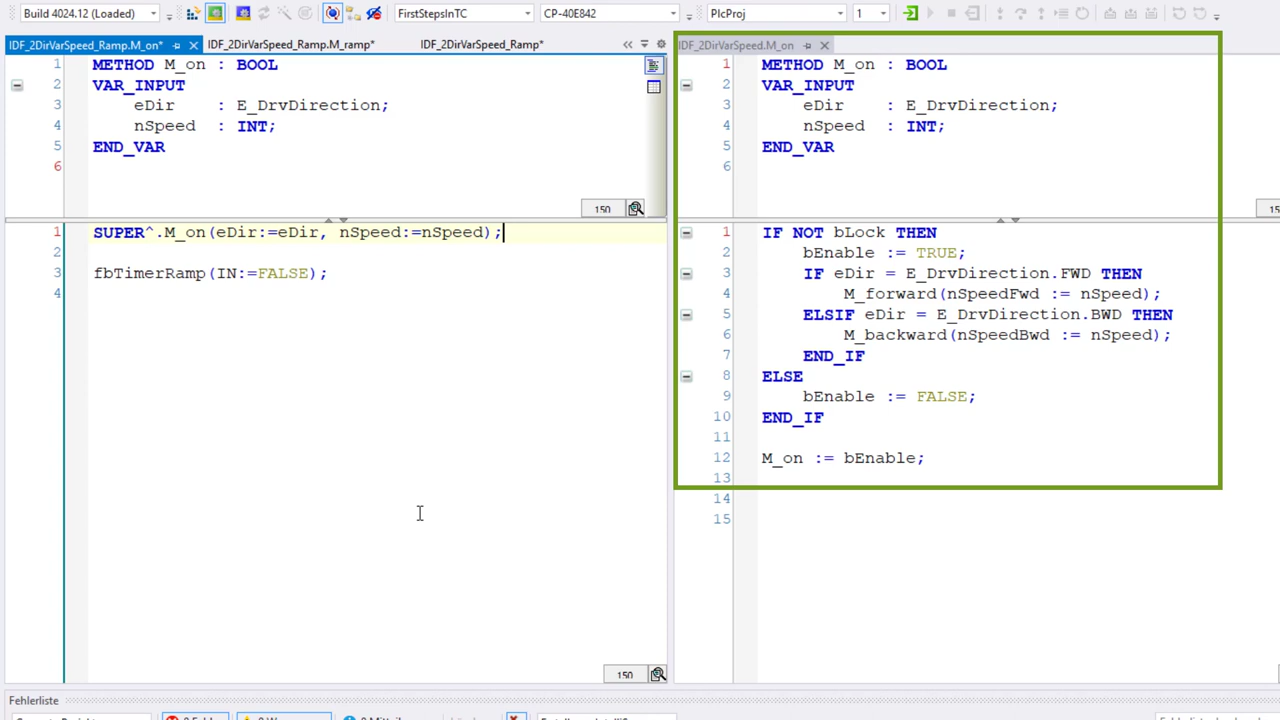 Build 4024.12 (Loaded) FirstStepsInTC CP-40E842 PlcProj 1
IDF_2DirVarSpeed_Ramp.M_on* IDF_2DirVarSpeed_Ramp.M_ramp* IDF_2DirVarSpeed_Ramp*
1 METHOD M_on : BOOL
2 VAR_INPUT
3 eDir : E_DrvDirection;
4 nSpeed : INT;
5 END_VAR
6
150
1 SUPER^.M_on(eDir:=eDir, nSpeed:=nSpeed);
2
3 fbTimerRamp(IN:=FALSE);
4
150
IDF_2DirVarSpeed.M_on
1 METHOD M_on : BOOL
2 VAR_INPUT
3 eDir : E_DrvDirection;
4 nSpeed : INT;
5 END_VAR
6
1 IF NOT bLock THEN
2 bEnable := TRUE;
3 IF eDir = E_DrvDirection.FWD THEN
4 M_forward(nSpeedFwd := nSpeed);
5 ELSIF eDir = E_DrvDirection.BWD THEN
6 M_backward(nSpeedBwd := nSpeed);
7 END_IF
8 ELSE
9 bEnable := FALSE;
10 END_IF
11
12 M_on := bEnable;
13
14
15
Fehlerliste